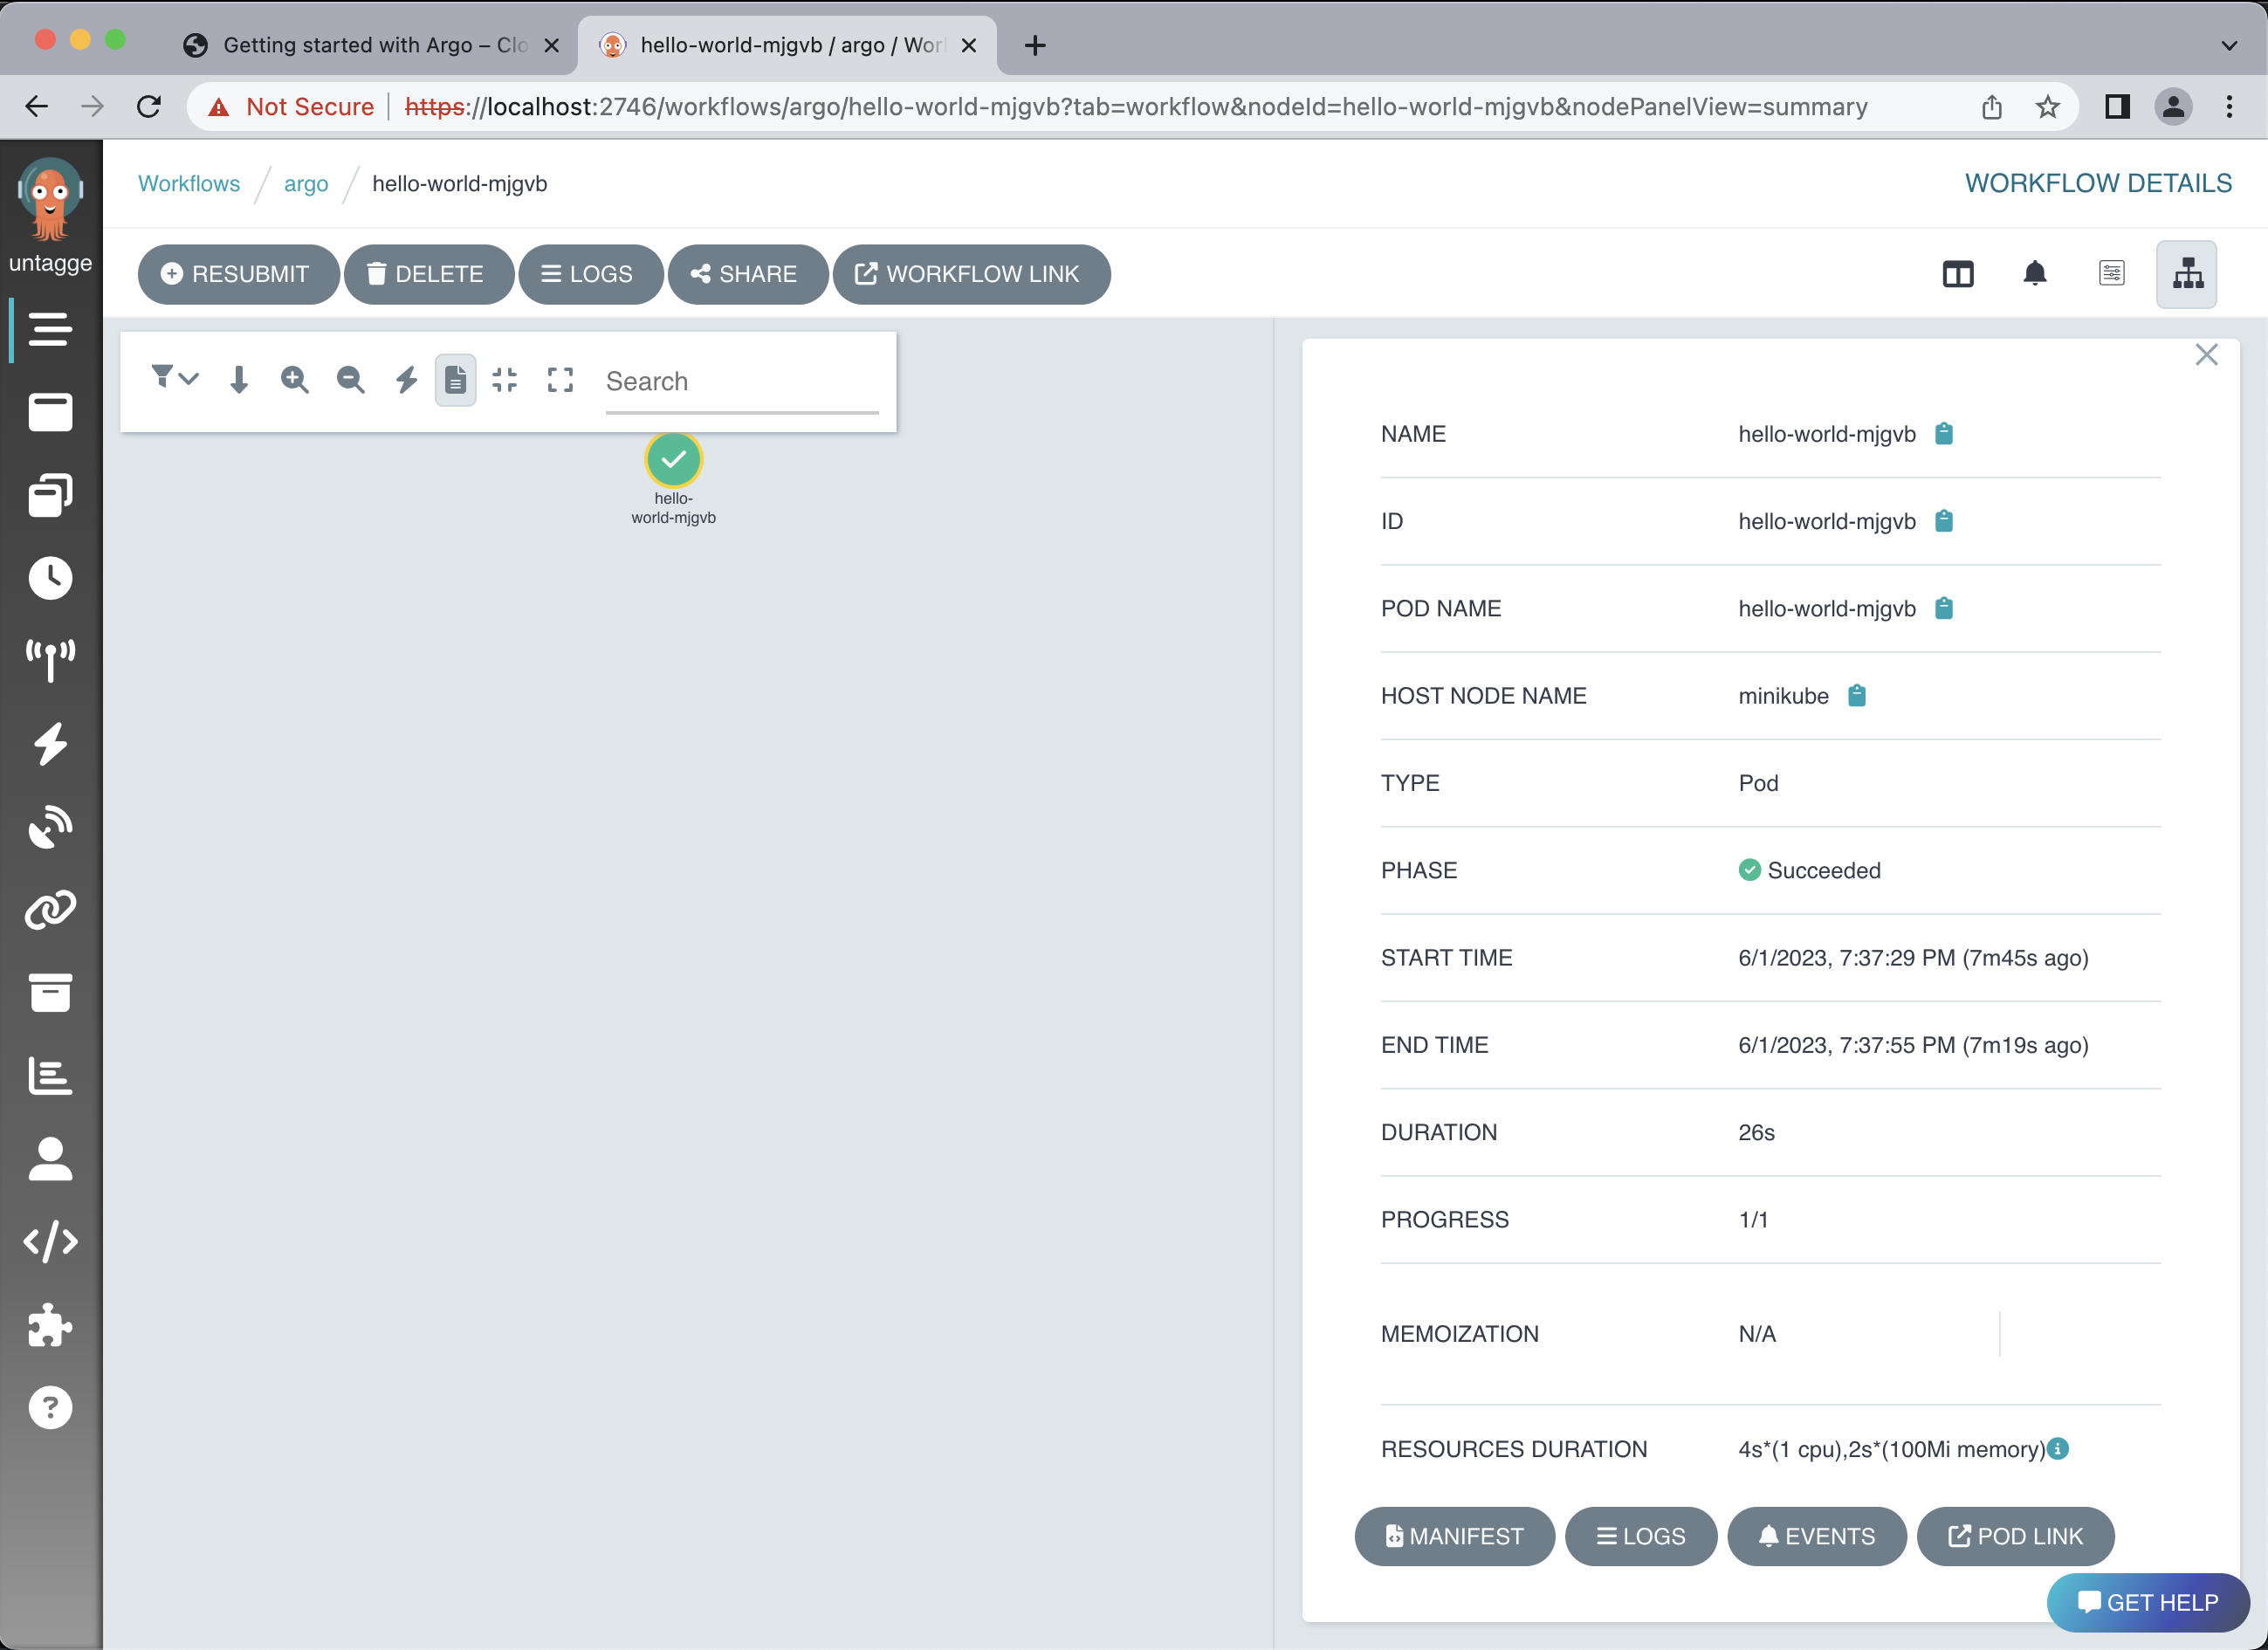 Getting started with Argo – Clo
hello-world-mjgvb / argo / Wor
Not Secure https://localhost:2746/workflows/argo/hello-world-mjgvb?tab=workflow&nodeId=hello-world-mjgvb&nodePanelView=summary
untagge
Workflows / argo / hello-world-mjgvb
WORKFLOW DETAILS
RESUBMIT DELETE LOGS SHARE WORKFLOW LINK
Search
hello-
world-mjgvb
NAME hello-world-mjgvb
ID hello-world-mjgvb
POD NAME hello-world-mjgvb
HOST NODE NAME minikube
TYPE Pod
PHASE Succeeded
START TIME 6/1/2023, 7:37:29 PM (7m45s ago)
END TIME 6/1/2023, 7:37:55 PM (7m19s ago)
DURATION 26s
PROGRESS 1/1
MEMOIZATION N/A
RESOURCES DURATION 4s*(1 cpu),2s*(100Mi memory)
MANIFEST LOGS EVENTS POD LINK
GET HELP